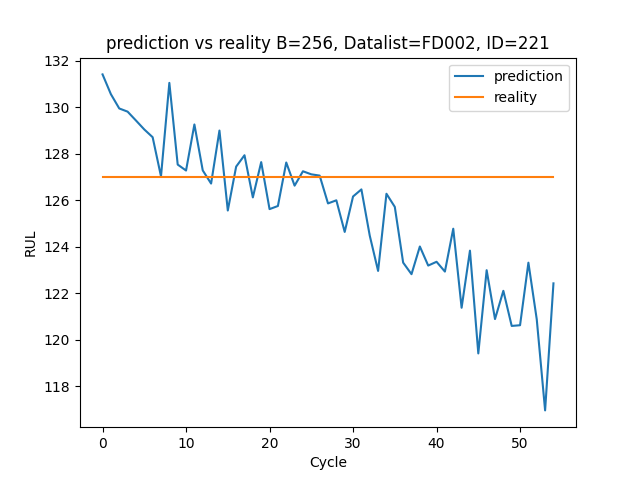 prediction vs reality B=256, Datalist=FD002, ID=221
prediction
reality
132
130
128
126
124
122
120
118
RUL
0 10 20 30 40 50
Cycle